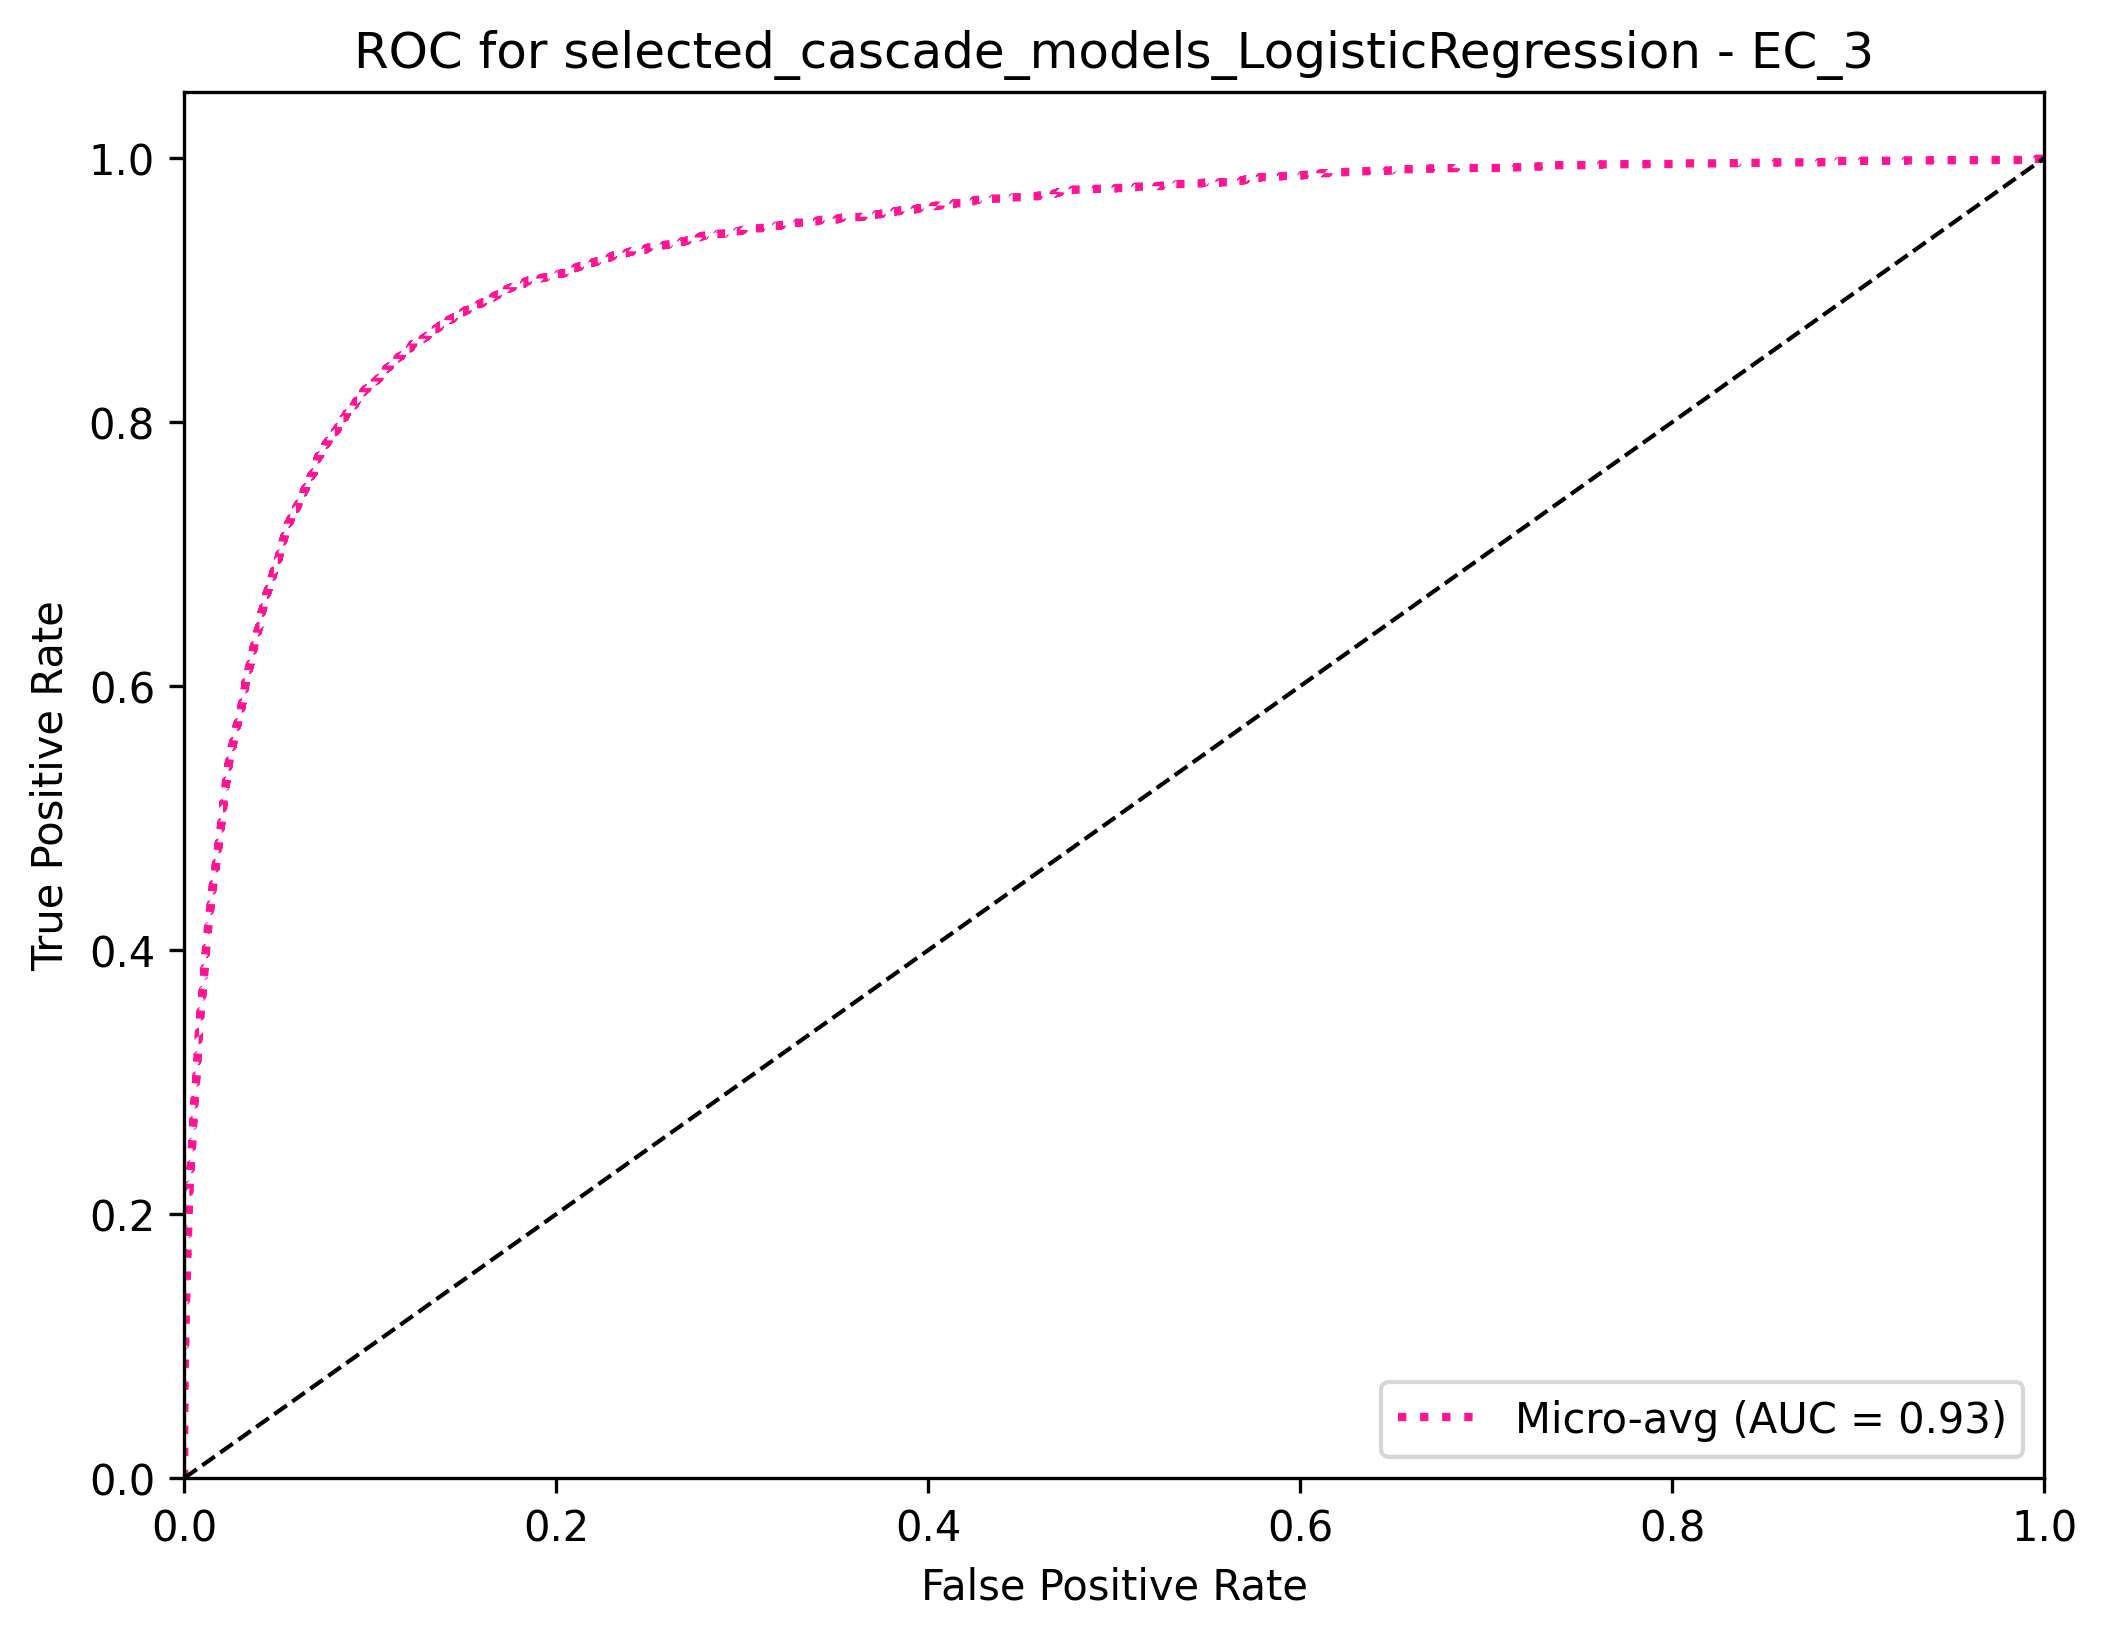 ROC for selected_cascade_models_LogisticRegression - EC_3
True Positive Rate
1.0
0.8
0.6
0.4
0.2
0.0
Micro-avg (AUC = 0.93)
0.0 0.2 0.4 0.6 0.8 1.0
False Positive Rate